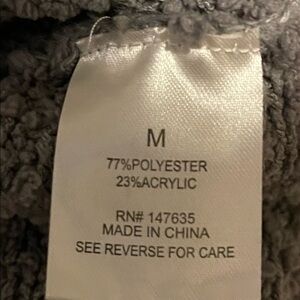 M
77%POLYESTER
23%ACRYLIC
RN# 147635
MADE IN CHINA
SEE REVERSE FOR CARE